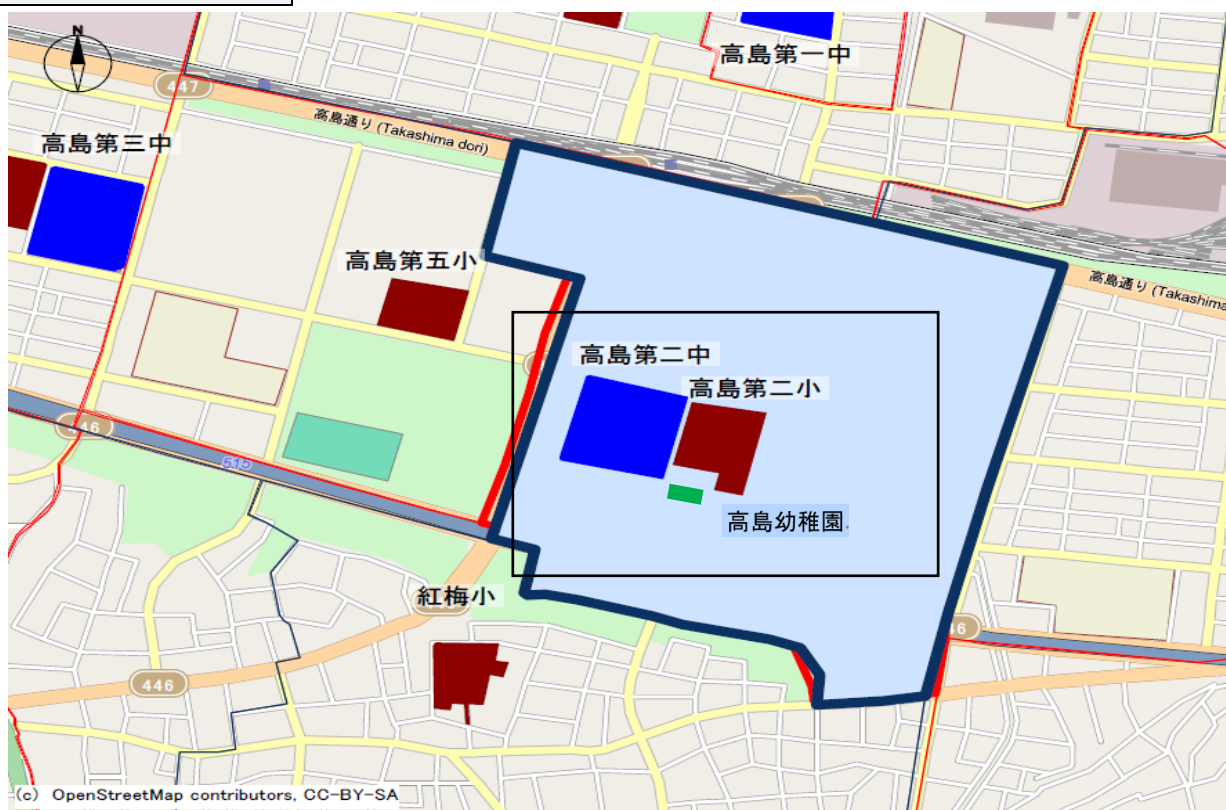 高島第一中
N
447
高島通り (Takashima dori)
高島第三中
高島第五小
高島通り (Takashima
高島第二中
高島第二小
446
515
高島幼稚園
紅梅小
46
446
(c) OpenStreetMap contributors, CC-BY-SA